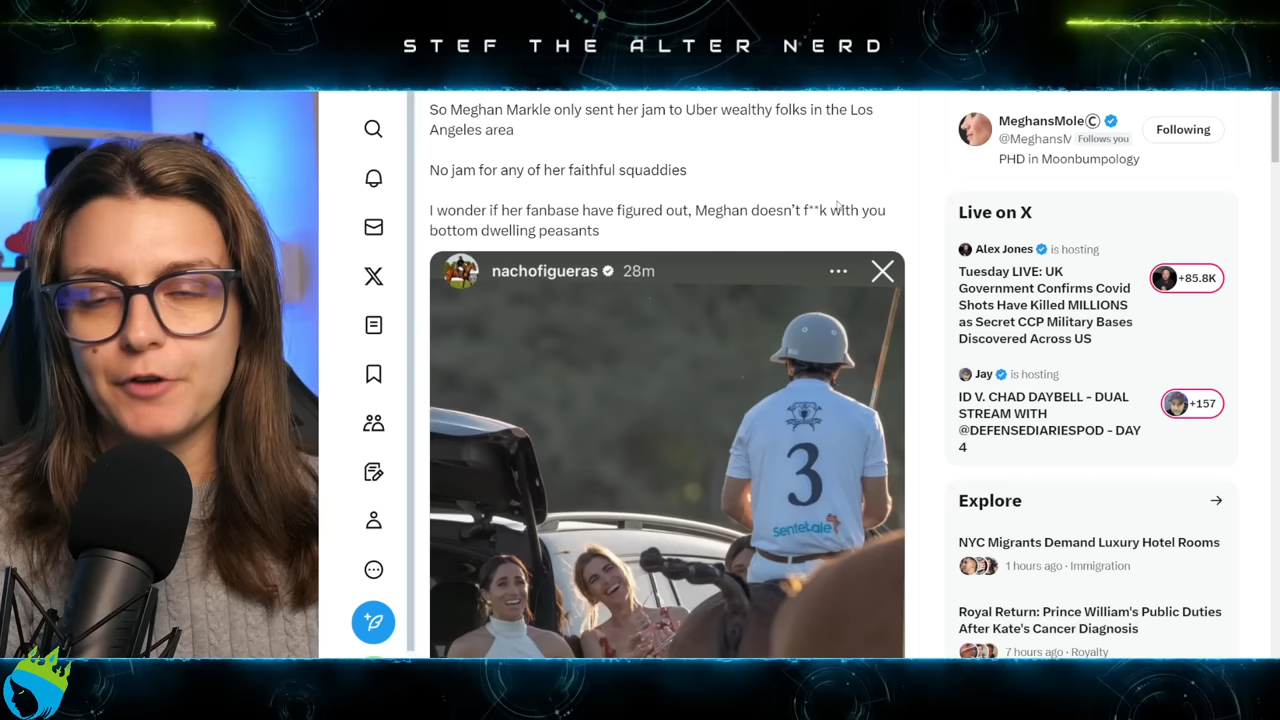 STEF THE ALTER NERD
So Meghan Markle only sent her jam to Uber wealthy folks in the Los
Angeles area
No jam for any of her faithful squaddies
I wonder if her fanbase have figured out, Meghan doesn't f**k with you
bottom dwelling peasants
nachofigueras 28m
3
sentebale
MeghansMole©
@MeghansM Follows you
PHD in Moonbumpology
Following
Live on X
Alex Jones is hosting
Tuesday LIVE: UK
Government Confirms Covid
Shots Have Killed MILLIONS
as Secret CCP Military Bases
Discovered Across US
+85.8K
Jay is hosting
ID V. CHAD DAYBELL - DUAL
STREAM WITH
@DEFENSEDIARIESPOD - DAY
4
+157
Explore
NYC Migrants Demand Luxury Hotel Rooms
1 hours ago · Immigration
Royal Return: Prince William's Public Duties
After Kate's Cancer Diagnosis
7 hours ago · Royalty